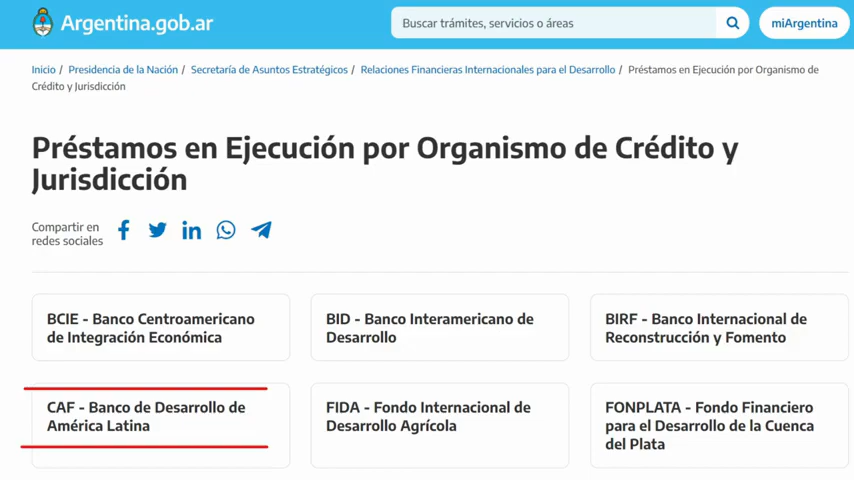 Argentina.gob.ar
Buscar trámites, servicios o áreas
miArgentina
Inicio / Presidencia de la Nación / Secretaría de Asuntos Estratégicos / Relaciones Financieras Internacionales para el Desarrollo / Préstamos en Ejecución por Organismo de
Crédito y Jurisdicción
Préstamos en Ejecución por Organismo de Crédito y
Jurisdicción
Compartir en
redes sociales
BCIE - Banco Centroamericano
de Integración Económica
BID - Banco Interamericano de
Desarrollo
BIRF - Banco Internacional de
Reconstrucción y Fomento
CAF - Banco de Desarrollo de
América Latina
FIDA - Fondo Internacional de
Desarrollo Agrícola
FONPLATA - Fondo Financiero
para el Desarrollo de la Cuenca
del Plata